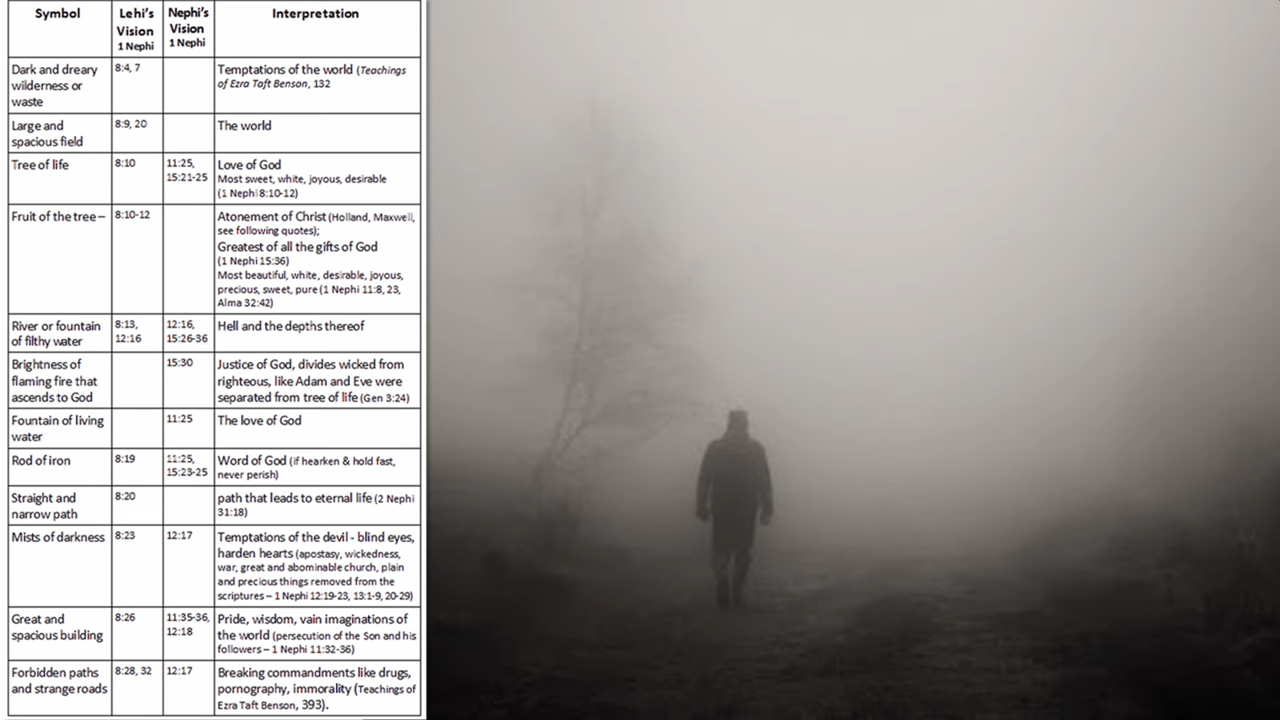 Symbol Lehi's Vision 1 Nephi Nephi's Vision 1 Nephi Interpretation
Dark and dreary 8:4, 7 Temptations of the world (Teachings
wilderness or of Ezra Taft Benson, 132
waste
Large and 8:9, 20 The world
spacious field
Tree of life 8:10 11:25, Love of God
15:21-25 Most sweet, white, joyous, desirable
(1 Nephi 8:10-12)
Fruit of the tree – 8:10-12 Atonement of Christ (Holland, Maxwell,
see following quotes);
Greatest of all the gifts of God
(1 Nephi 15:36)
Most beautiful, white, desirable, joyous,
precious, sweet, pure (1 Nephi 11:8, 23,
Alma 32:42)
River or fountain 8:13, 12:16, Hell and the depths thereof
of filthy water 12:16 15:26-36
Brightness of 15:30 Justice of God, divides wicked from
flaming fire that righteous, like Adam and Eve were
ascends to God separated from tree of life (Gen 3:24)
Fountain of living 11:25 The love of God
water
Rod of iron 8:19 11:25, Word of God (if hearken & hold fast,
15:23-25 never perish)
Straight and 8:20 path that leads to eternal life (2 Nephi
narrow path 31:18)
Mists of darkness 8:23 12:17 Temptations of the devil - blind eyes,
harden hearts (apostasy, wickedness,
war, great and abominable church, plain
and precious things removed from the
scriptures – 1 Nephi 12:19-23, 13:1-9, 20-29)
Great and 8:26 11:35-36, Pride, wisdom, vain imaginations of
spacious building 12:18 the world (persecution of the Son and his
followers – 1 Nephi 11:32-36)
Forbidden paths 8:28, 32 12:17 Breaking commandments like drugs,
and strange roads pornography, immorality (Teachings of
Ezra Taft Benson, 393).